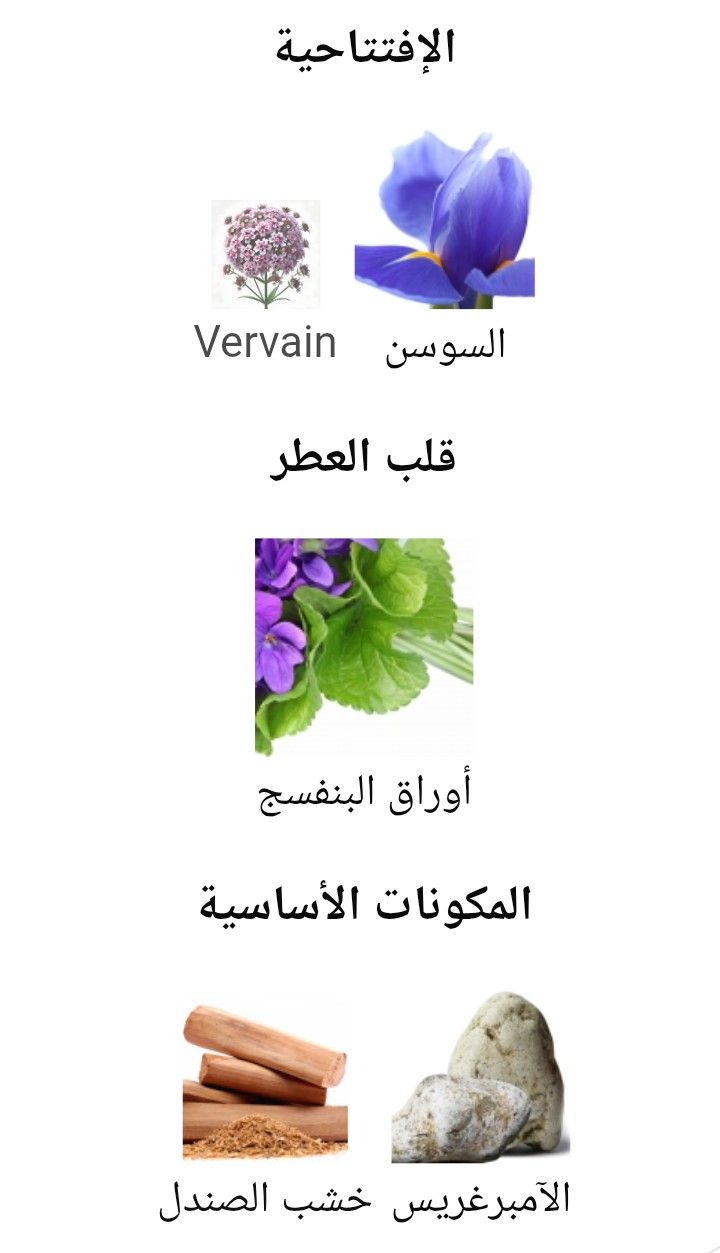 الإفتتاحية
السوسن Vervain
قلب العطر
أوراق البنفسج
المكونات الأساسية
الآمبرغريس خشب الصندل